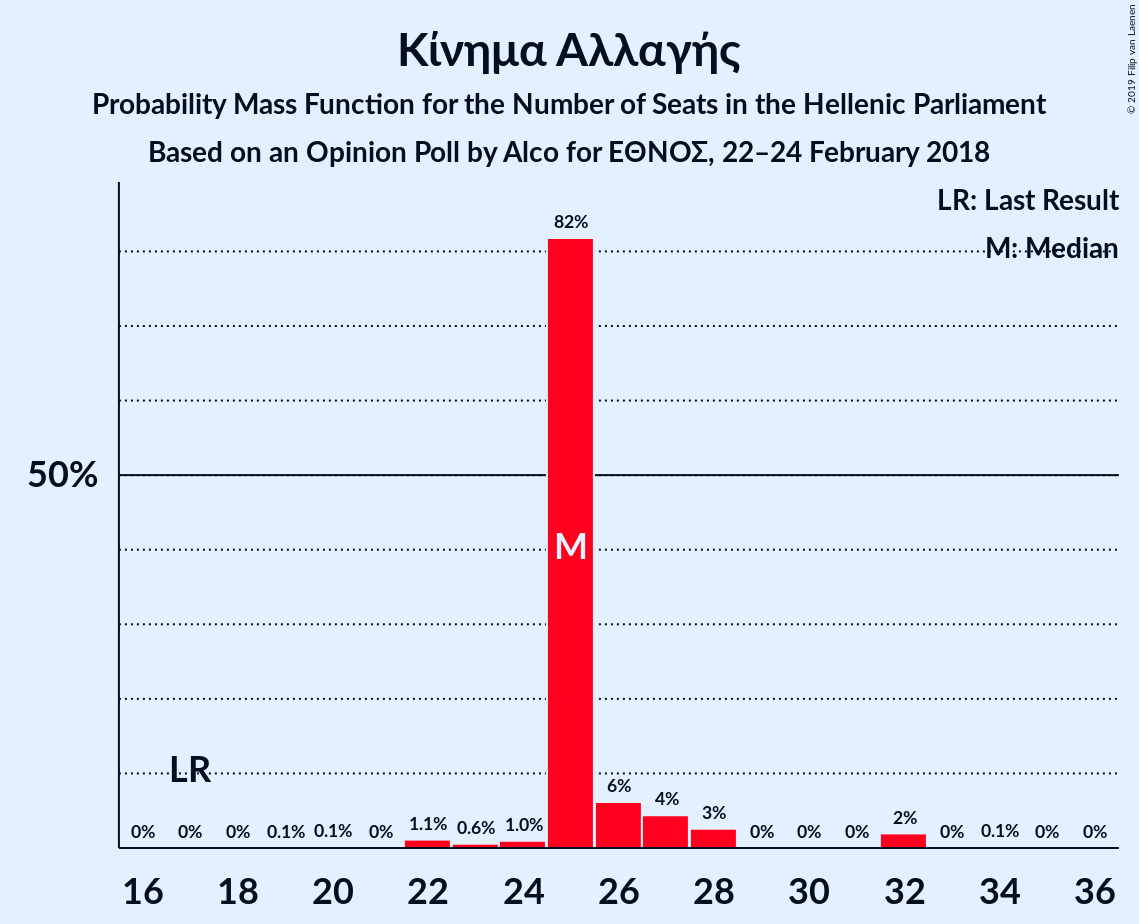 Κίνημα Αλλαγής
Probability Mass Function for the Number of Seats in the Hellenic Parliament
Based on an Opinion Poll by Alco for ΕΘΝΟΣ, 22–24 February 2018
© 2019 Filip van Laenen
LR: Last Result
M: Median
82%
50%
M
LR
0% 0% 0% 0.1% 0.1% 0% 1.1% 0.6% 1.0% 6% 4% 3% 0% 0% 0% 2% 0% 0.1% 0% 0%
16 18 20 22 24 26 28 30 32 34 36